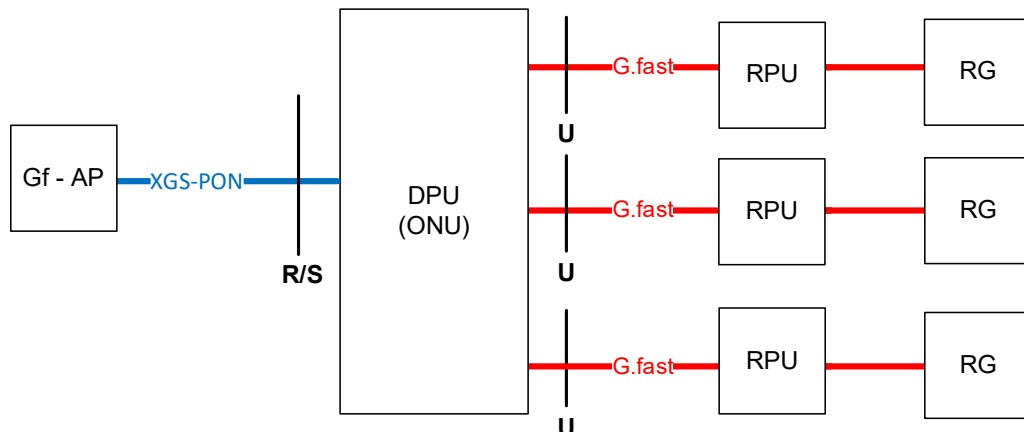 G.fast
RPU
RG
U
Gf - AP
XGS-PON
R/S
DPU
(ONU)
G.fast
RPU
RG
U
G.fast
RPU
RG
U